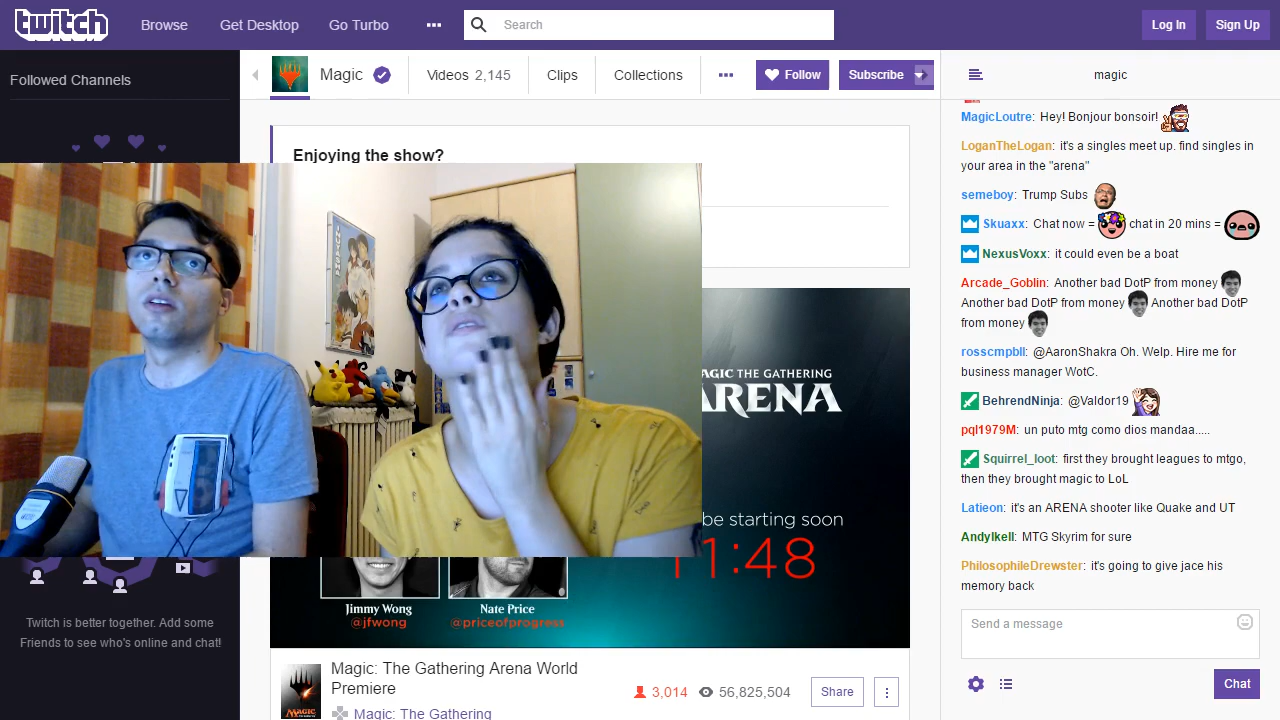 twitch
Browse
Get Desktop
Go Turbo
Search
Log In
Sign Up
Followed Channels
Magic
Videos 2,145
Clips
Collections
Follow
Subscribe
magic
Enjoying the show?
MagicLoutre: Hey! Bonjour bonsoir!
LoganTheLogan: it's a singles meet up. find singles in
your area in the "arena"
semeboy: Trump Subs
Skuaxx: Chat now = chat in 20 mins =
NexusVoxx: it could even be a boat
Arcade_Goblin: Another bad DotP from money
Another bad DotP from money Another bad DotP
from money
rosscmpbll: @AaronShakra Oh. Welp. Hire me for
business manager WotC.
BehrendNinja: @Valdor19
pql1979M: un puto mtg como dios mandaa.....
Squirrel_loot: first they brought leagues to mtgo,
then they brought magic to LoL
Latieon: it's an ARENA shooter like Quake and UT
AndyIkell: MTG Skyrim for sure
PhilosophileDrewster: it's going to give jace his
memory back
Send a message
Chat
AGIC THE GATHERING
ARENA
be starting soon
11:48
Jimmy Wong
@jfwong
Nate Price
@priceofprogress
Twitch is better together. Add some
Friends to see who's online and chat!
MAGIC
Magic: The Gathering Arena World
Premiere
Magic: The Gathering
3,014
56,825,504
Share